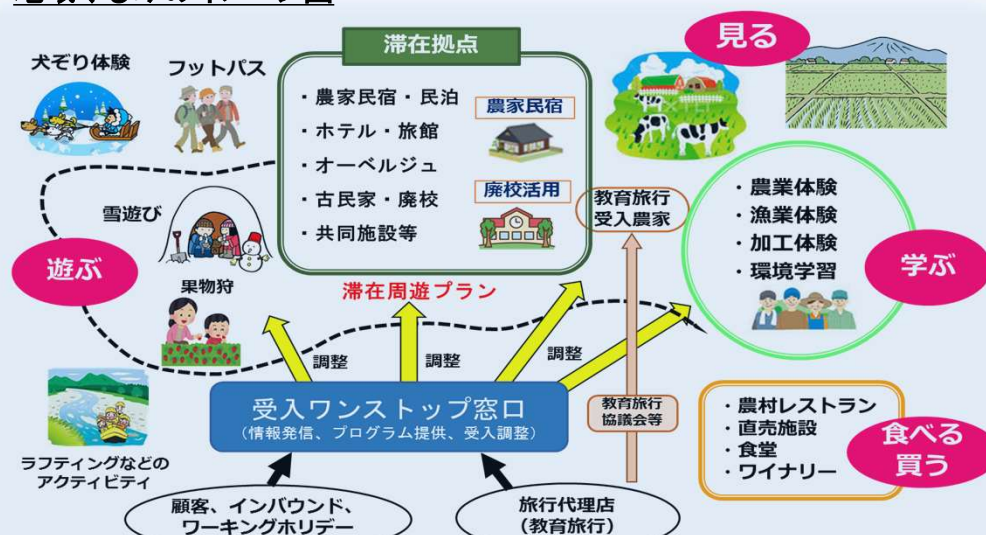 犬ぞり体験
フットパス
滞在拠点
・農家民宿・民泊
・ホテル・旅館
・オーベルジュ
・古民家・廃校
・共同施設等
農家民宿
廃校活用
見る
教育旅行
受入農家
・農業体験
・漁業体験
・加工体験
・環境学習
学ぶ
雪遊び
遊ぶ
果物狩
滞在周遊プラン
調整
調整
調整
受入ワンストップ窓口
（情報発信、プログラム提供、受入調整）
教育旅行
協議会等
・農村レストラン
・直売施設
・食堂
・ワイナリー
食べる
買う
ラフティングなどの
アクティビティ
顧客、インバウンド、
ワーキングホリデー
旅行代理店
（教育旅行）